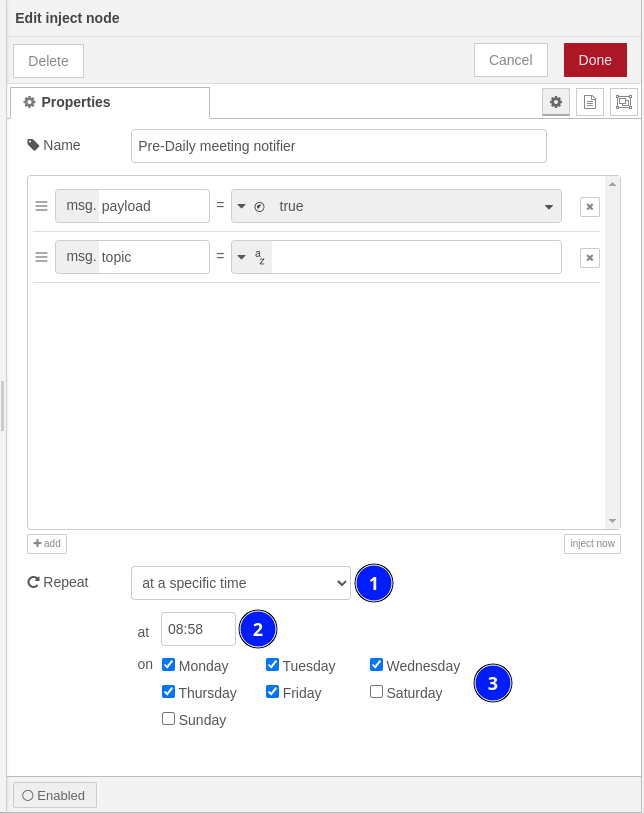 Edit inject node
Delete
Cancel
Done
Properties
Name
Pre-Daily meeting notifier
msg. payload = true
msg. topic = a z
add
inject now
Repeat
at a specific time
1
at
08:58
2
on
Monday
Tuesday
Wednesday
3
Thursday
Friday
Saturday
Sunday
Enabled